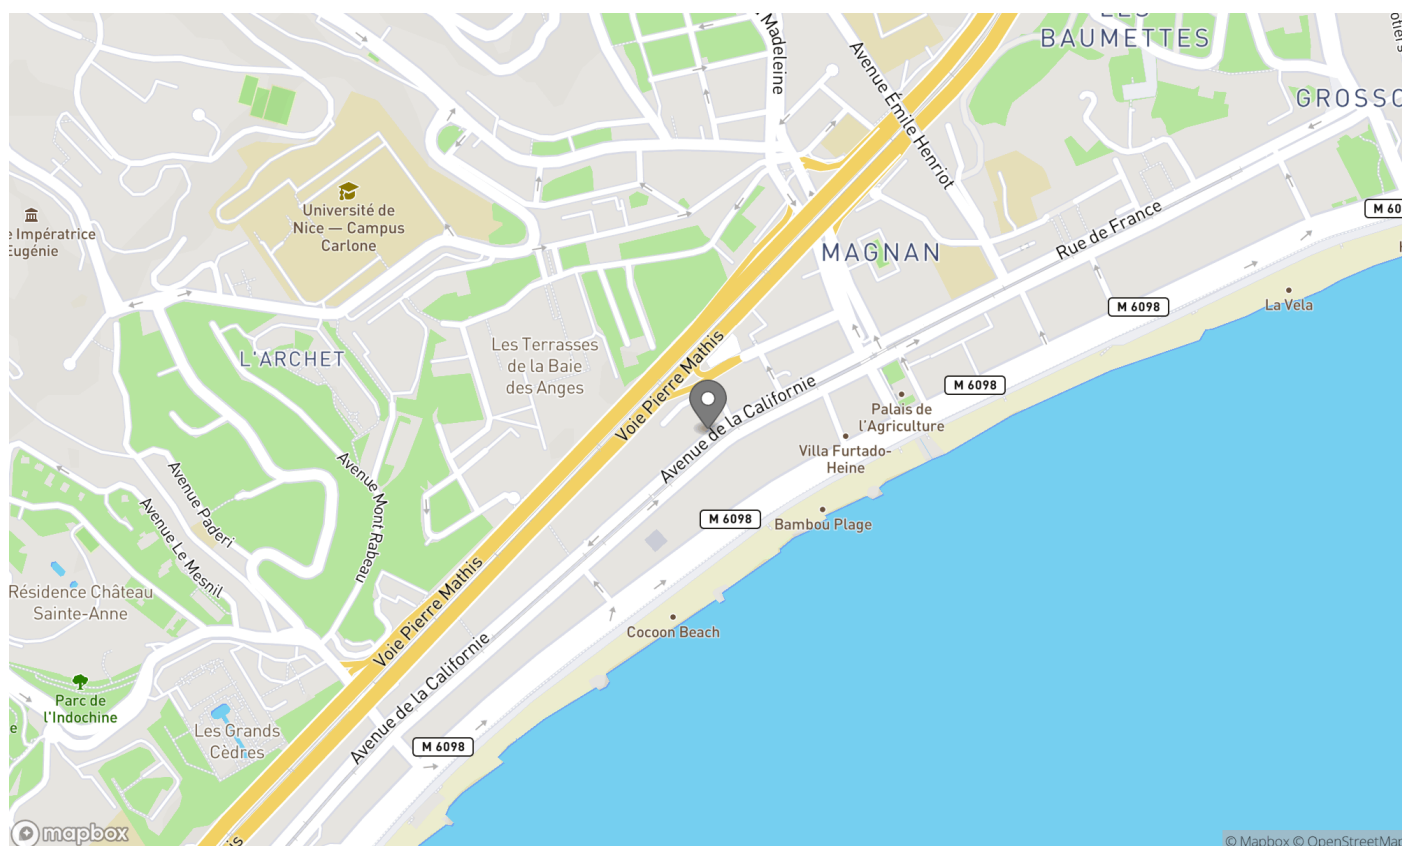 Madeleine
Avenue Émile Henriot
BAUMETTES
GROSSO
otiers
Université de
Nice — Campus
Carlone
e Impératrice
Eugénie
M 60
MAGNAN
Rue de France
La Vela
M 6098
L'ARCHET
Les Terrasses
de la Baie
des Anges
Voie Pierre Mathis
Avenue de la Californie
M 6098
Palais de
l'Agriculture
Villa Furtado-
Heine
Avenue Paderi
Avenue Mont Rabeau
Avenue Le Mesnil
M 6098
Bambou Plage
Résidence Château
Sainte-Anne
Voie Pierre Mathis
Cocoon Beach
Avenue de la Californie
Parc de
l'Indochine
e
Les Grands
Cèdres
M 6098
is
mapbox
© Mapbox © OpenStreetMap